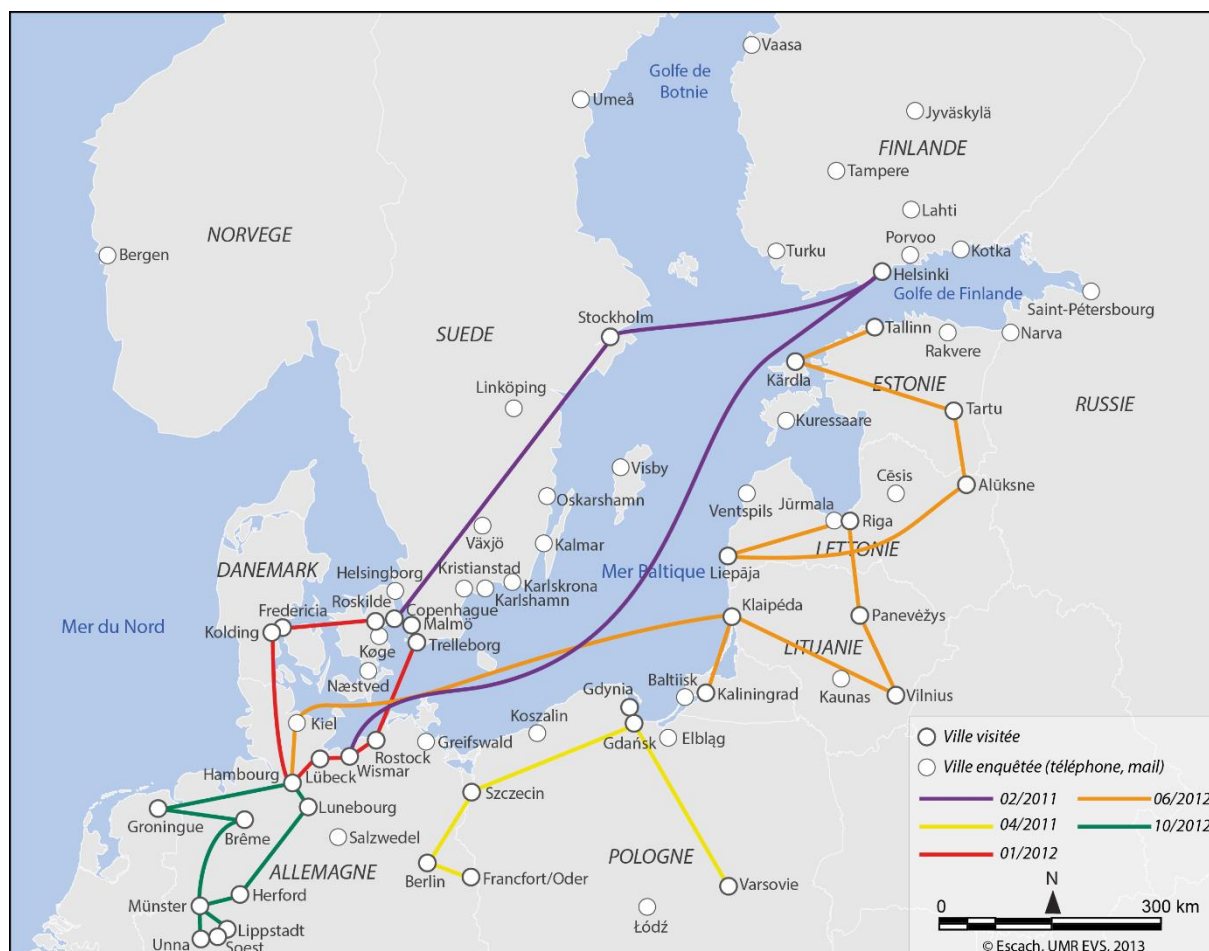 Vaasa
Golfe de
Botnie
Umeå
Jyväskylä
FINLANDE
Tampere
Lahti
NORVEGE
Porvoo
Bergen
Turku
Kotka
Helsinki
Golfe de Finlande
Saint-Pétersbourg
Stockholm
SUEDE
Tallinn
Rakvere
Narva
Kärdla
ESTONIE
Linköping
Tartu
RUSSIE
Kuressaare
Visby
Cēsis
Alūksne
Oskarshamn
Ventspils
Jūrmala
Riga
Växjö
Kalmar
LETTONIE
Mer Baltique
Liepāja
DANEMARK
Helsingborg
Kristianstad
Karlskrona
Karlshamn
Roskilde
Copenhague
Fredericia
Malmö
Klaipéda
Panevėžys
Mer du Nord
Kolding
Trelleborg
Køge
LITUANIE
Næstved
Baltiisk
Kaliningrad
Kaunas
Vilnius
Gdynia
Kiel
Koszalin
Gdańsk
Elbląg
Greifswald
Rostock
Wismar
Hambourg
Lübeck
Szczecin
Lunebourg
Groningue
Brême
Salzwedel
ALLEMAGNE
POLOGNE
Berlin
Francfort/Oder
Varsovie
Herford
Münster
Łódź
Lippstadt
Unna
Soest
Ville visitée
Ville enquêtée (téléphone, mail)
02/2011
06/2012
04/2011
10/2012
01/2012
N
0
300 km
© Escach, UMR EVS, 2013